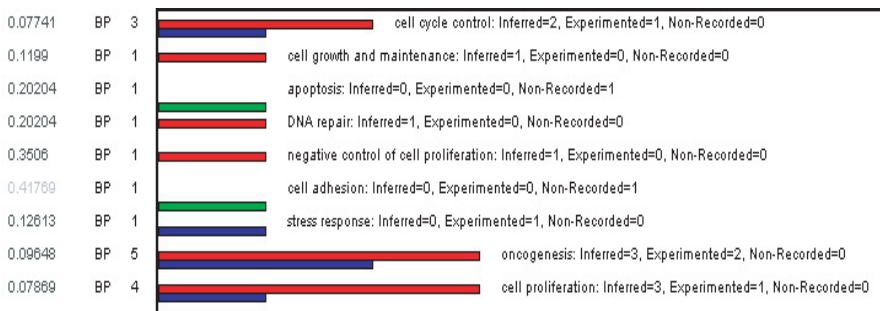 0.07741 BP 3 cell cycle control: Inferred=2, Experimented=1, Non-Recorded=0
0.1199 BP 1 cell growth and maintenance: Inferred=1, Experimented=0, Non-Recorded=0
0.20204 BP 1 apoptosis: Inferred=0, Experimented=0, Non-Recorded=1
0.20204 BP 1 DNA repair: Inferred=1, Experimented=0, Non-Recorded=0
0.3506 BP 1 negative control of cell proliferation: Inferred=1, Experimented=0, Non-Recorded=0
0.41769 BP 1 cell adhesion: Inferred=0, Experimented=0, Non-Recorded=1
0.12613 BP 1 stress response: Inferred=0, Experimented=1, Non-Recorded=0
0.09648 BP 5 oncogenesis: Inferred=3, Experimented=2, Non-Recorded=0
0.07869 BP 4 cell proliferation: Inferred=3, Experimented=1, Non-Recorded=0